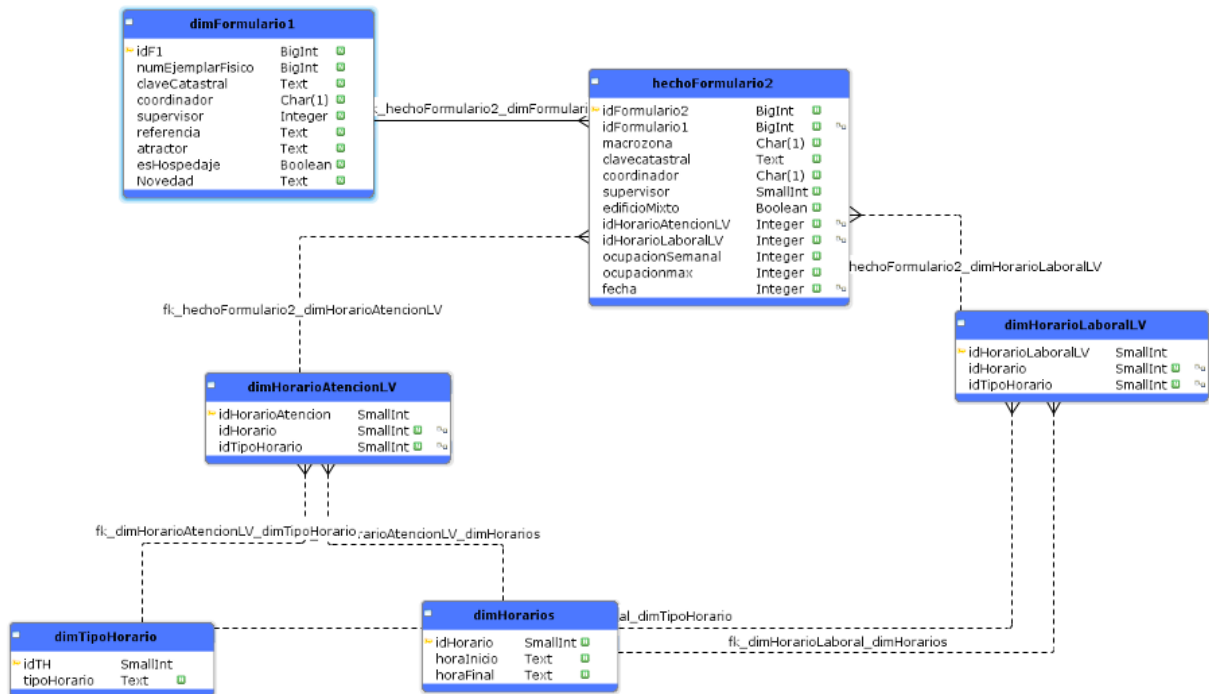 dimFormulario1
idF1 BigInt N
numEjemplarFisico BigInt N
claveCatastral Text N
coordinador Char(1) N
supervisor Integer N
referencia Text N
atractor Text N
esHospedaje Boolean N
Novedad Text N
_hechoFormulario2_dimFormulari
hechoFormulario2
idFormulario2 BigInt N
idFormulario1 BigInt N
macrozona Char(1) N
clavecatastral Text N
coordinador Char(1) N
supervisor SmallInt N
edificioMixto Boolean N
idHorarioAtencionLV Integer N
idHorarioLaboralLV Integer N
ocupacionSemanal Integer N
ocupacionmax Integer N
fecha Integer N
hechoFormulario2_dimHorarioLaboralLV
fk_hechoFormulario2_dimHorarioAtencionLV
dimHorarioLaboralLV
idHorarioLaboralLV SmallInt
idHorario SmallInt N
idTipoHorario SmallInt N
dimHorarioAtencionLV
idHorarioAtencion SmallInt
idHorario SmallInt N
idTipoHorario SmallInt N
fk_dimHorarioAtencionLV_dimTipoHorario
arioAtencionLV_dimHorarios
dimTipoHorario
idTH SmallInt
tipoHorario Text N
dimHorarios
idHorario SmallInt N
horaInicio Text N
horaFinal Text N
al_dimTipoHorario
fk_dimHorarioLaboral_dimHorarios